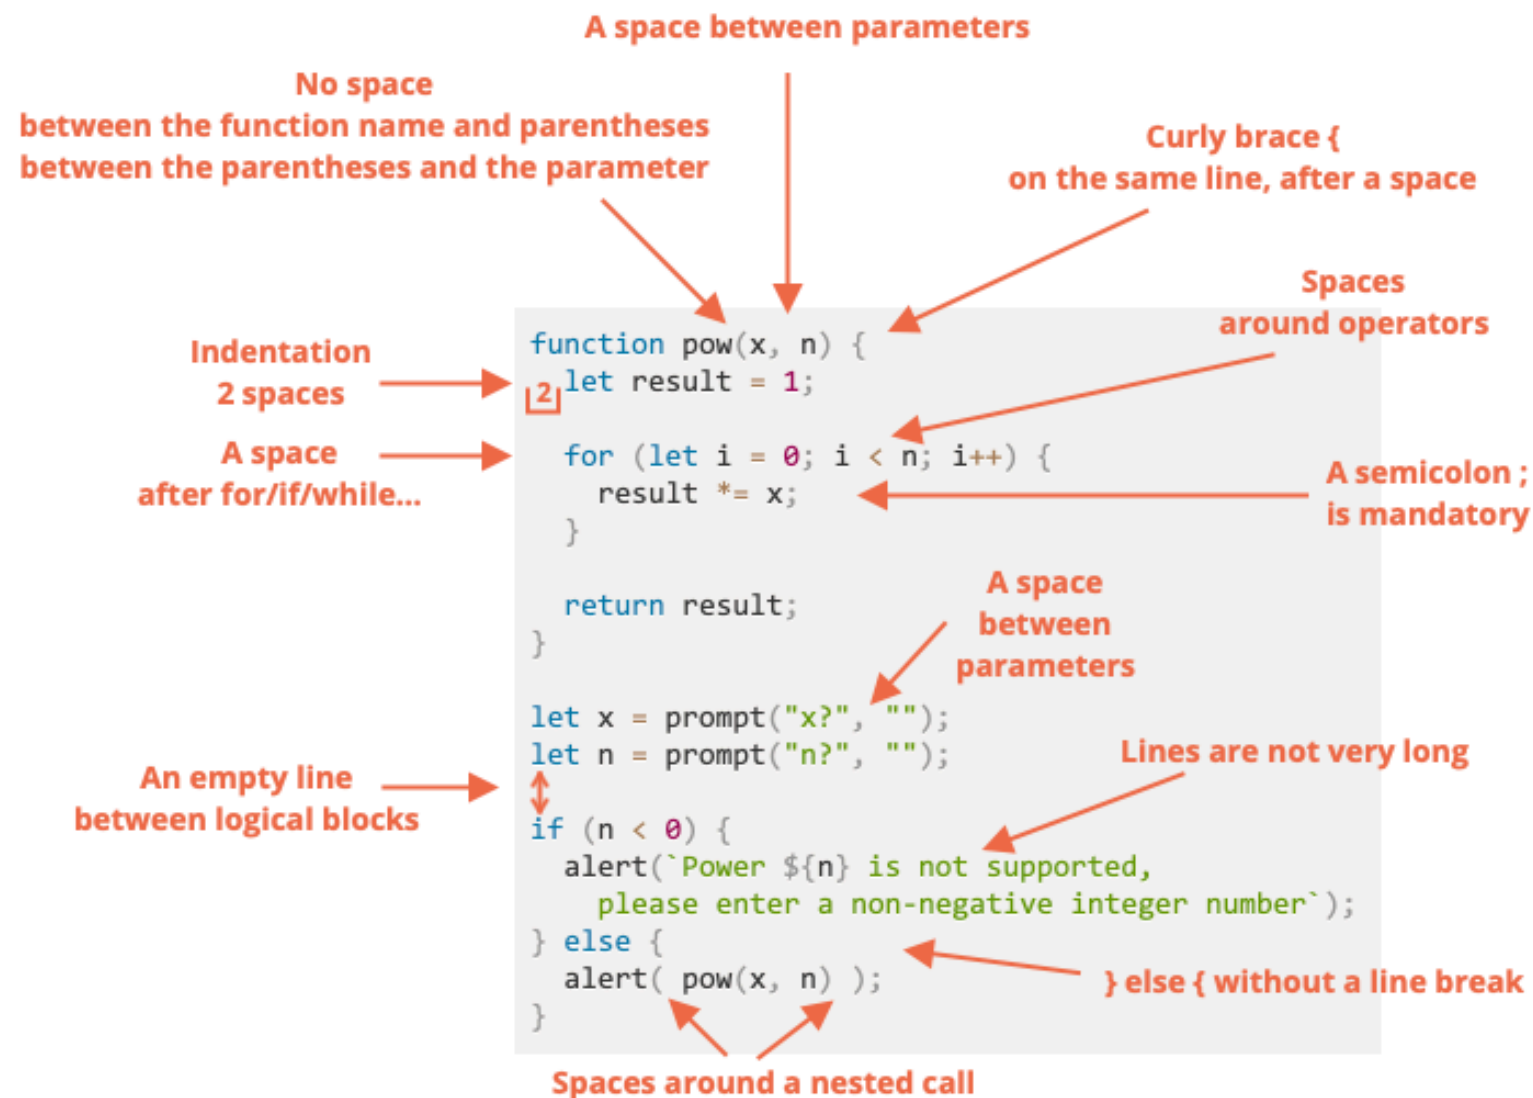 A space between parameters
No space
between the function name and parentheses
between the parentheses and the parameter
Curly brace {
on the same line, after a space
Spaces
around operators
Indentation
2 spaces
A space
after for/if/while...
A semicolon ;
is mandatory
function pow(x, n) {
2
  let result = 1;

  for (let i = 0; i < n; i++) {
    result *= x;
  }

  return result;
}
A space
between
parameters

let x = prompt("x?", "");
let n = prompt("n?", "");
An empty line
between logical blocks
Lines are not very long

if (n < 0) {
  alert(`Power ${n} is not supported,
    please enter a non-negative integer number`);
} else {
  alert( pow(x, n) );
}
} else { without a line break
Spaces around a nested call